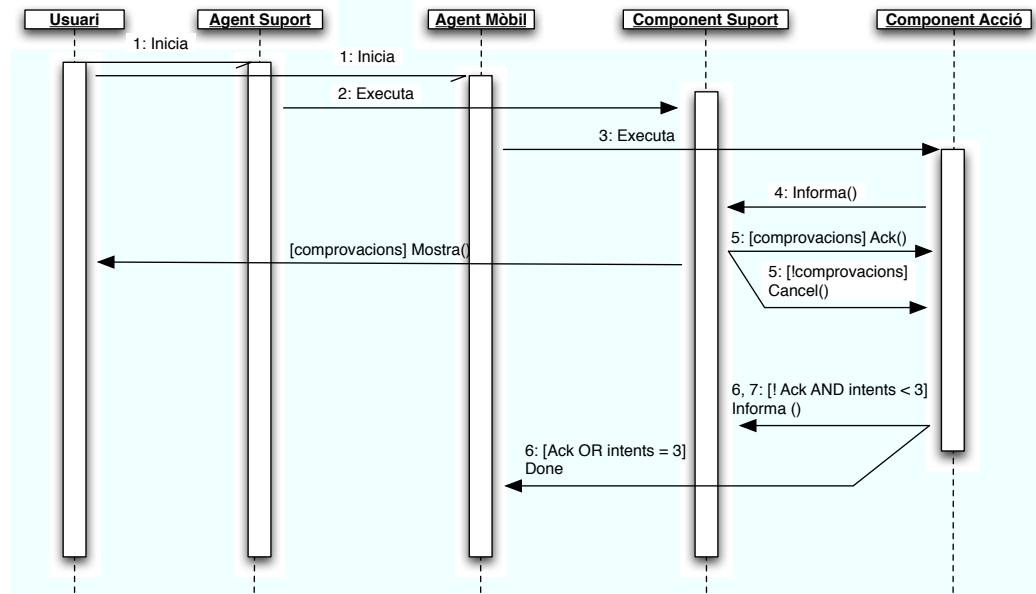 Usuari
Agent Suport
Agent Mòbil
Component Suport
Component Acció
1: Inicia
1: Inicia
2: Executa
3: Executa
4: Informa()
5: [comprovacions] Ack()
[comprovacions] Mostra()
5: [!comprovacions]
Cancel()
6, 7: [! Ack AND intents < 3]
Informa ()
6: [Ack OR intents = 3]
Done